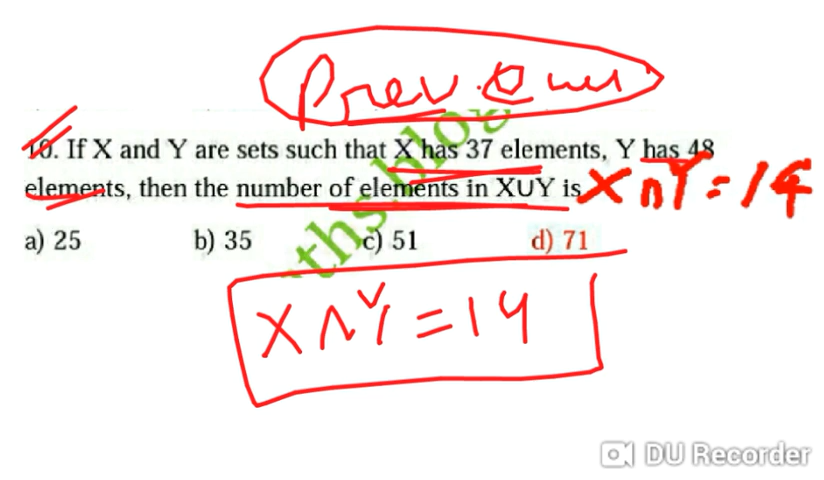 Prev. Ques
10. If X and Y are sets such that X has 37 elements, Y has 48
elements, then the number of elements in XUY is X ∩ Y = 14
a) 25 b) 35 c) 51 d) 71
X ∩ Y = 14
DU Recorder